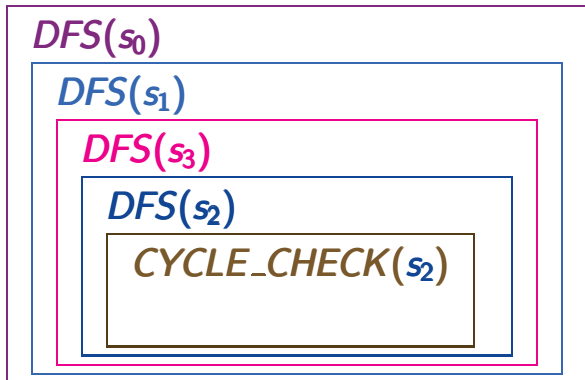 DFS(s₀)
DFS(s₁)
DFS(s₃)
DFS(s₂)
CYCLE_CHECK(s₂)